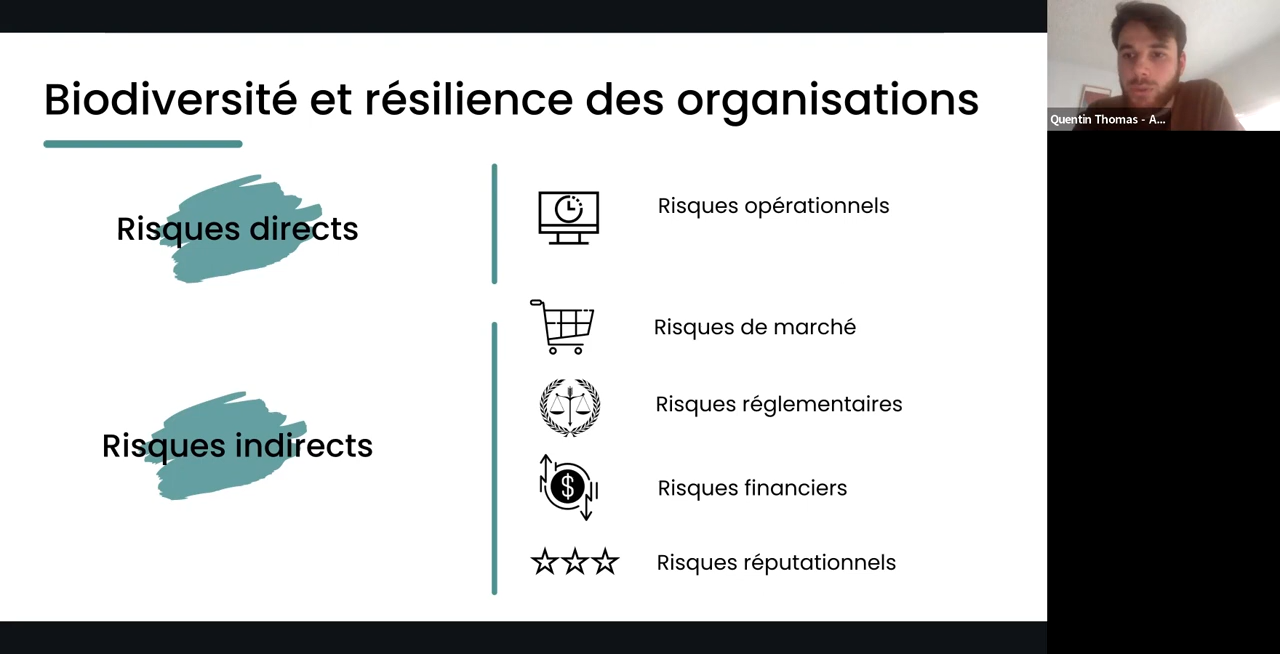 Biodiversité et résilience des organisations
Risques directs
Risques opérationnels
Risques indirects
Risques de marché
Risques réglementaires
Risques financiers
Risques réputationnels
$
Quentin Thomas - A...